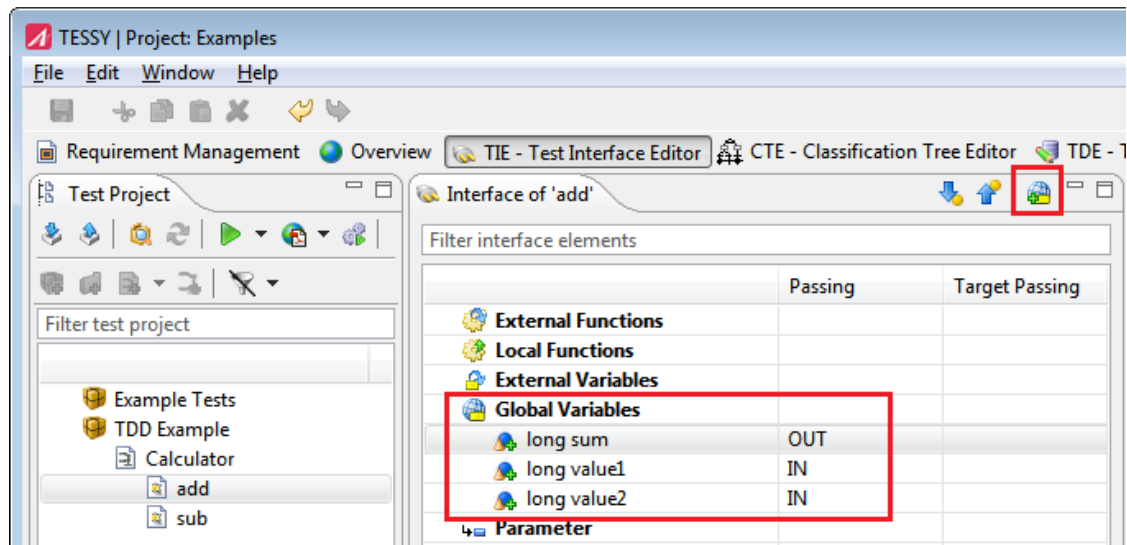 TESSY | Project: Examples
File Edit Window Help
Requirement Management Overview TIE - Test Interface Editor CTE - Classification Tree Editor TDE -
Test Project
Interface of 'add'
Filter interface elements
Passing Target Passing
Filter test project
External Functions
Local Functions
External Variables
Example Tests
Global Variables
TDD Example
long sum OUT
Calculator
long value1 IN
add
long value2 IN
sub
Parameter